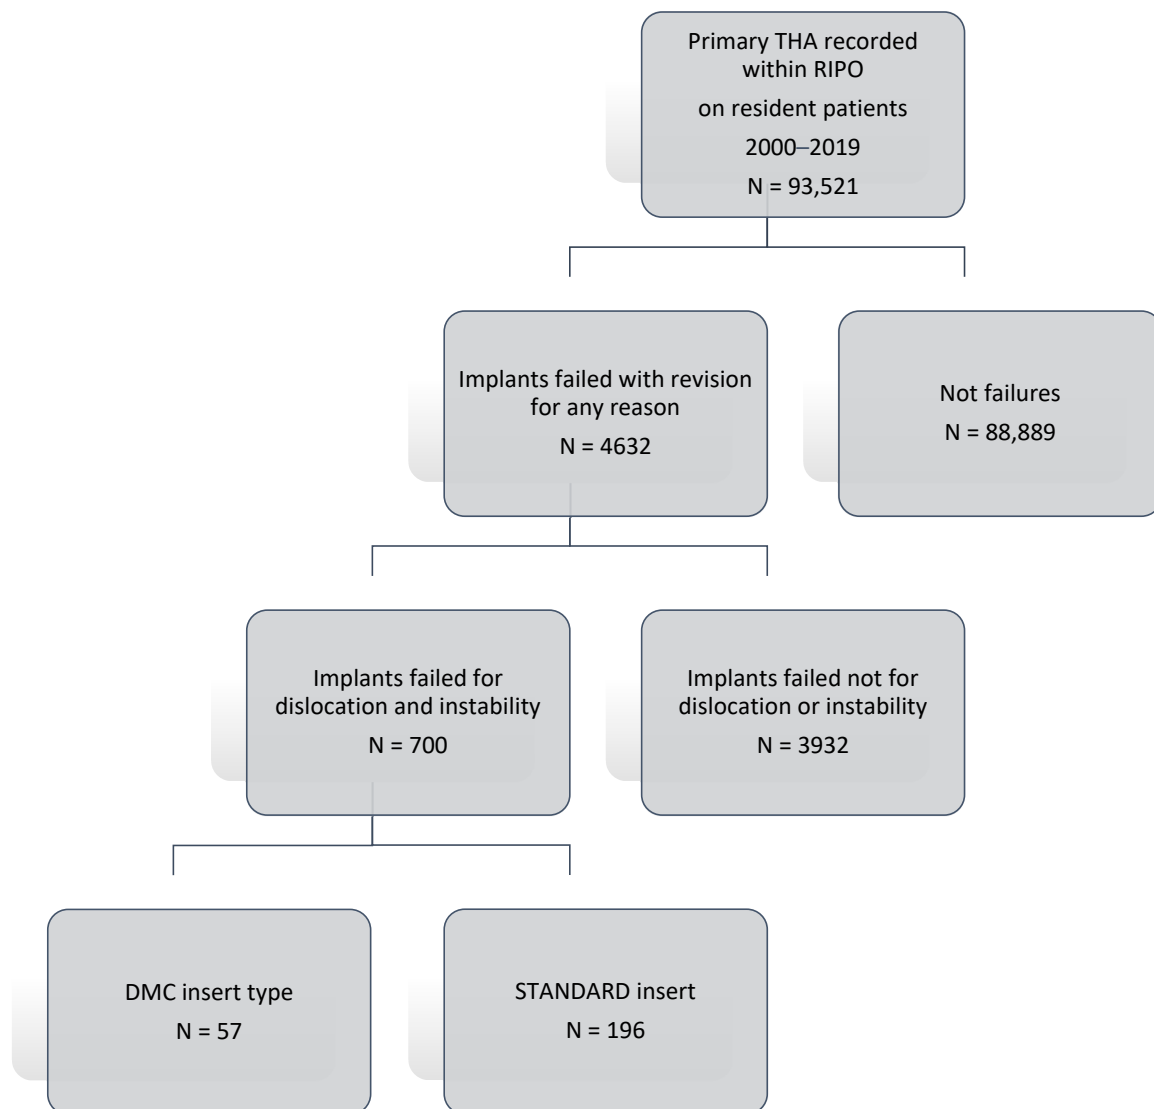 Primary THA recorded
within RIPO
on resident patients
2000–2019
N = 93,521
Implants failed with revision
for any reason
N = 4632
Not failures
N = 88,889
Implants failed for
dislocation and instability
N = 700
Implants failed not for
dislocation or instability
N = 3932
DMC insert type
N = 57
STANDARD insert
N = 196